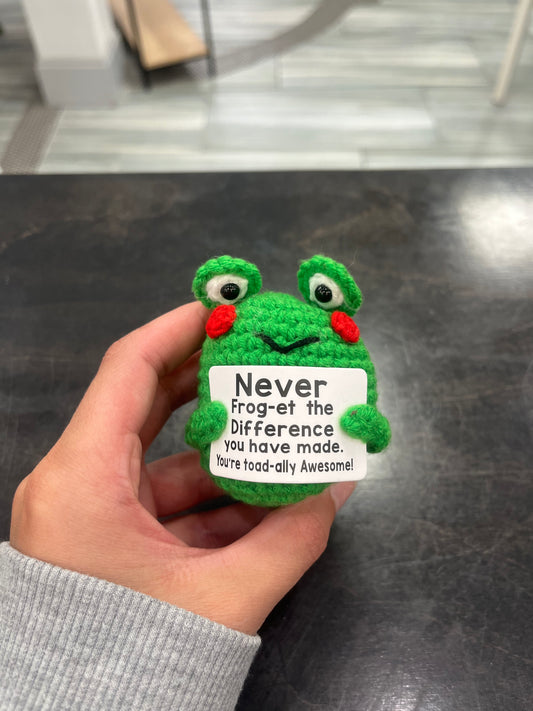 Never
Frog-et the
Difference
you have made.
You're toad-ally Awesome!